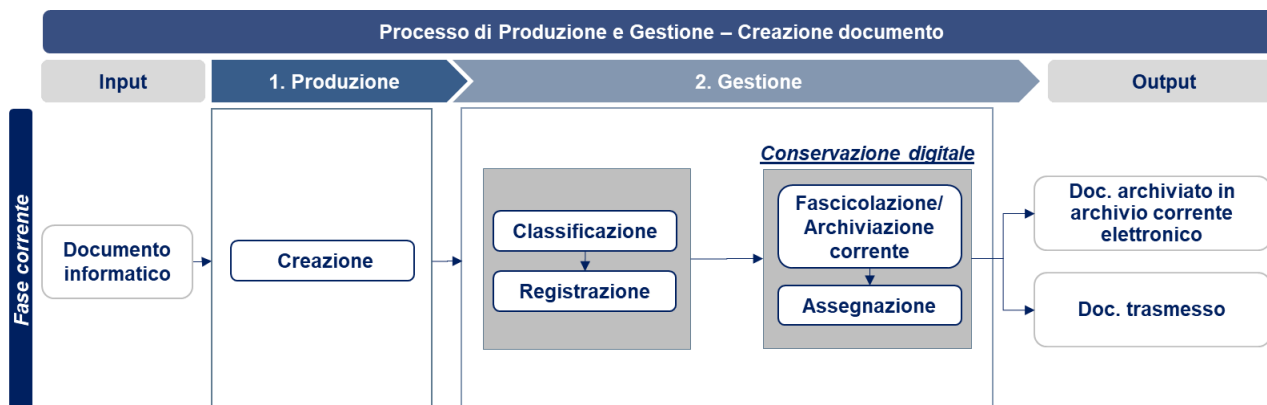 Processo di Produzione e Gestione – Creazione documento
Input
1. Produzione
2. Gestione
Output
Fase corrente
Documento
informatico
Creazione
Classificazione
Registrazione
Conservazione digitale
Fascicolazione/
Archiviazione
corrente
Assegnazione
Doc. archiviato in
archivio corrente
elettronico
Doc. trasmesso